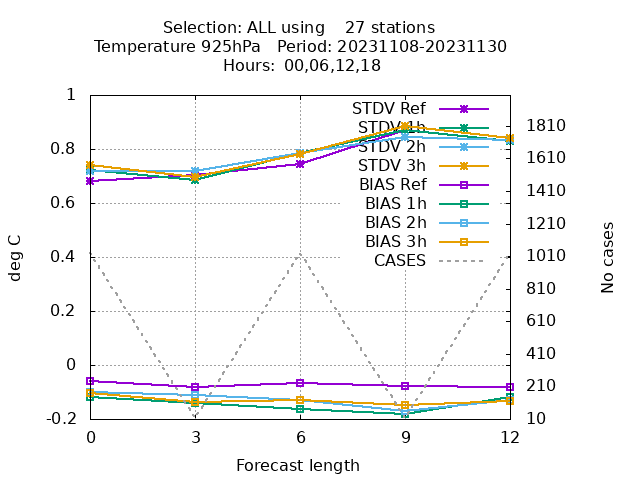 Selection: ALL using 27 stations
Temperature 925hPa Period: 20231108-20231130
Hours: 00,06,12,18
STDV Ref
STDV 1h
STDV 2h
STDV 3h
BIAS Ref
BIAS 1h
BIAS 2h
BIAS 3h
CASES
1
0.8
0.6
0.4
0.2
0
-0.2
deg C
1810
1610
1410
1210
1010
810
610
410
210
10
No cases
0 3 6 9 12
Forecast length